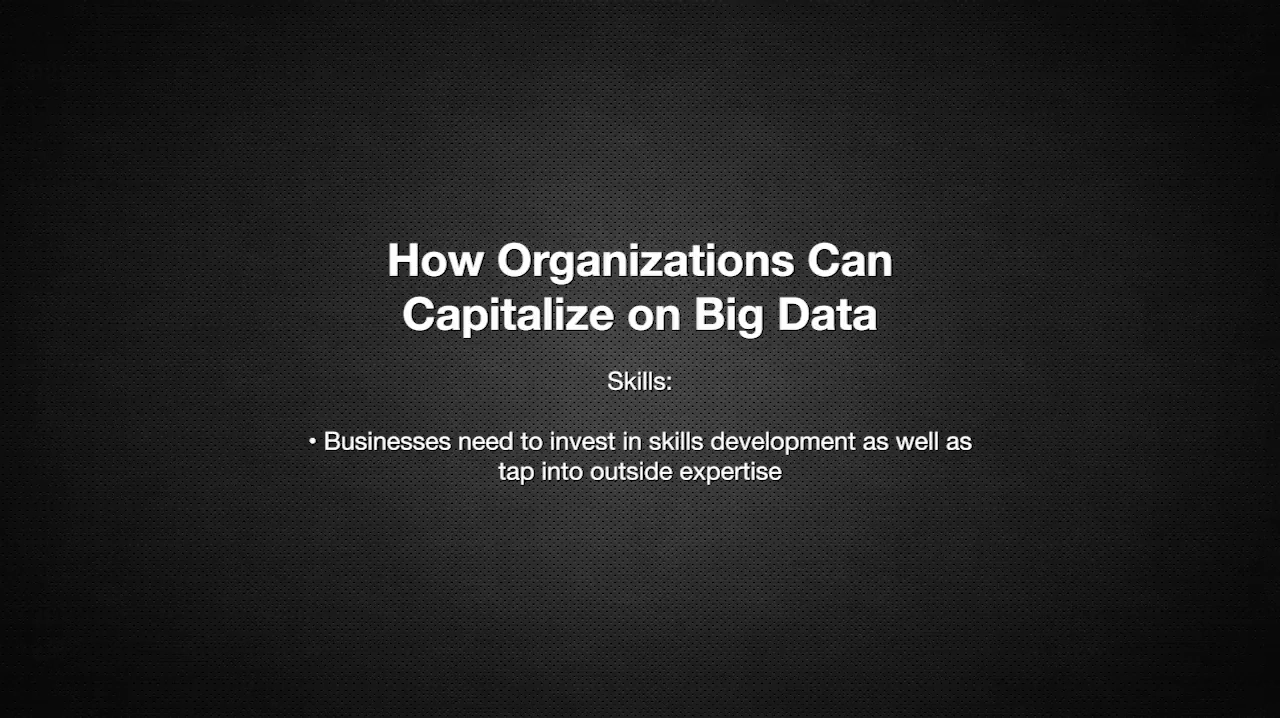 How Organizations Can
Capitalize on Big Data
Skills:
• Businesses need to invest in skills development as well as
tap into outside expertise